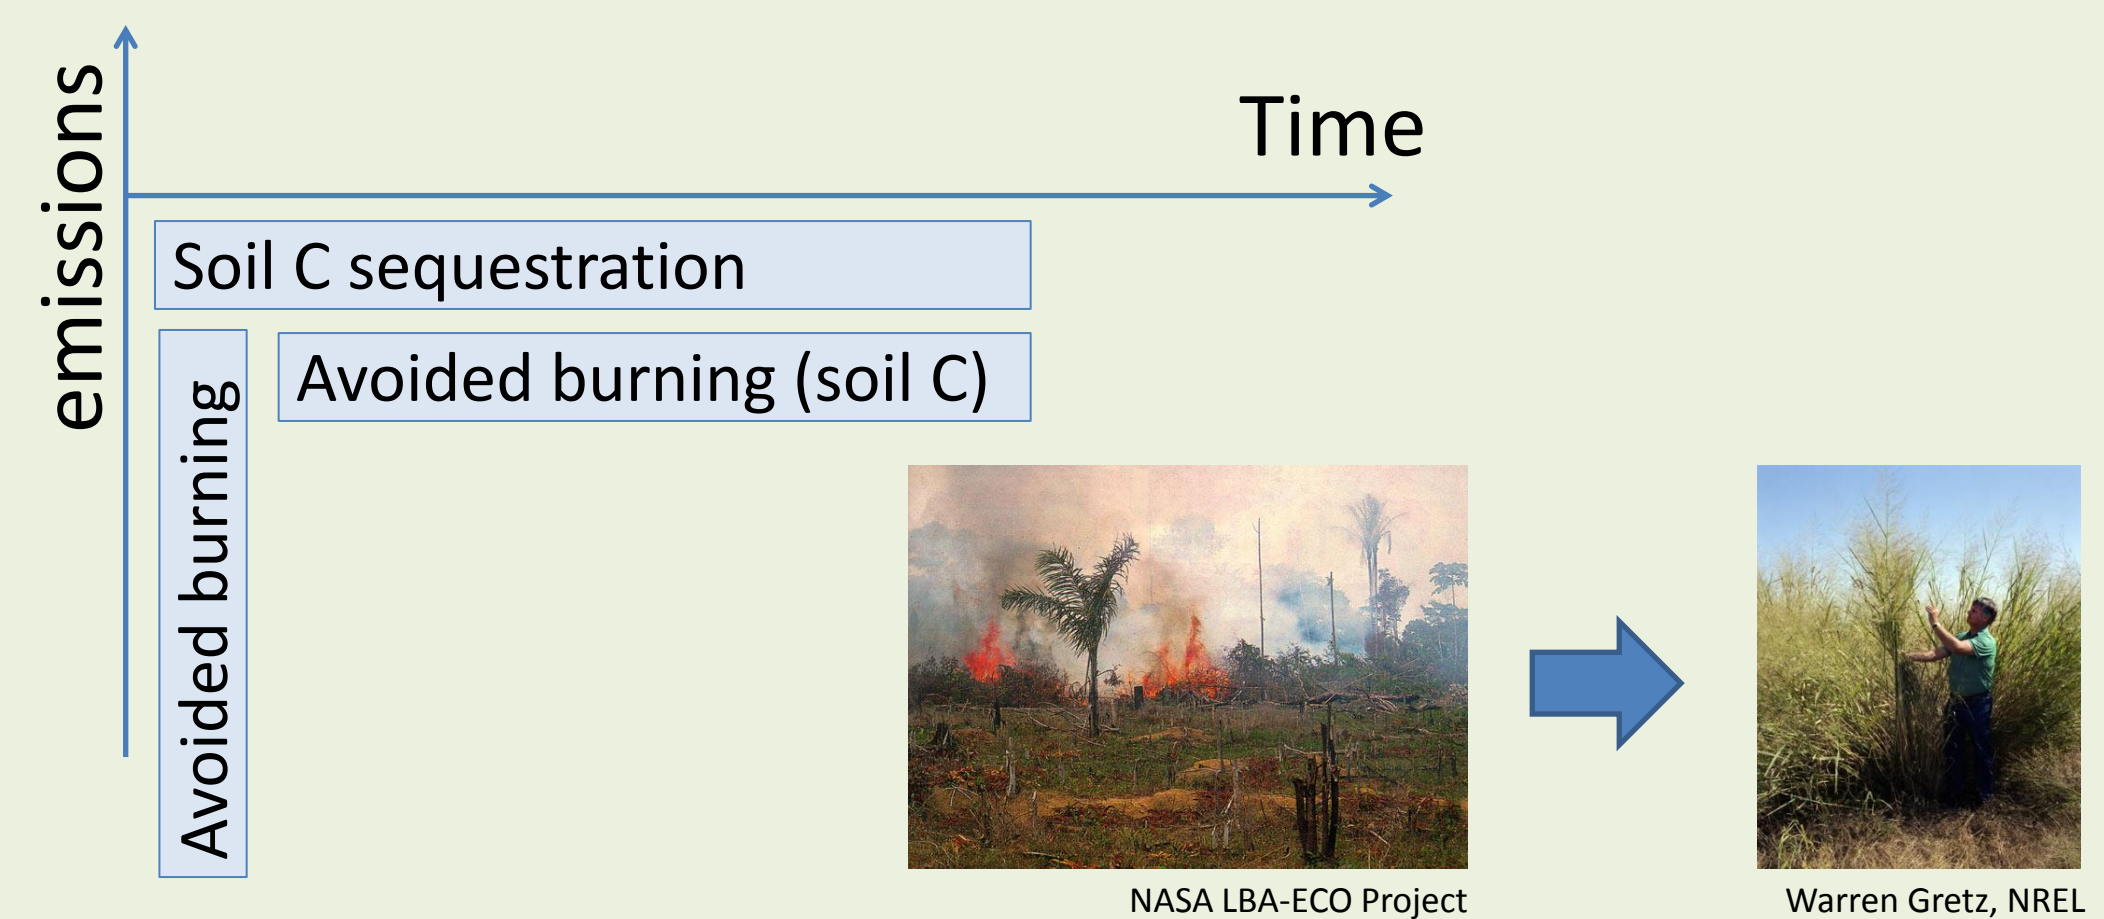 emissions
Time
Soil C sequestration
Avoided burning
Avoided burning (soil C)
NASA LBA-ECO Project
Warren Gretz, NREL